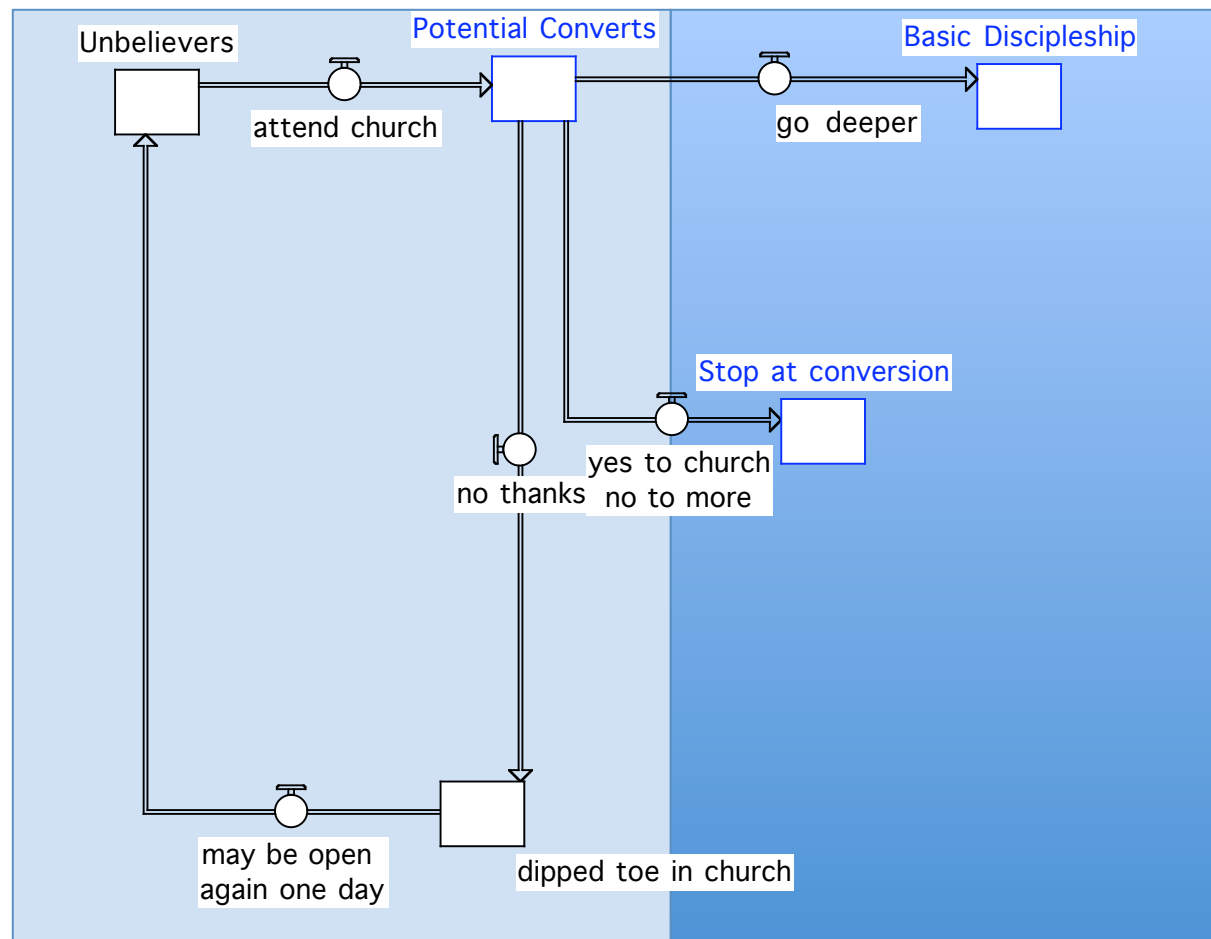 Unbelievers
Potential Converts
Basic Discipleship
attend church
go deeper
Stop at conversion
yes to church
no to more
no thanks
may be open
again one day
dipped toe in church